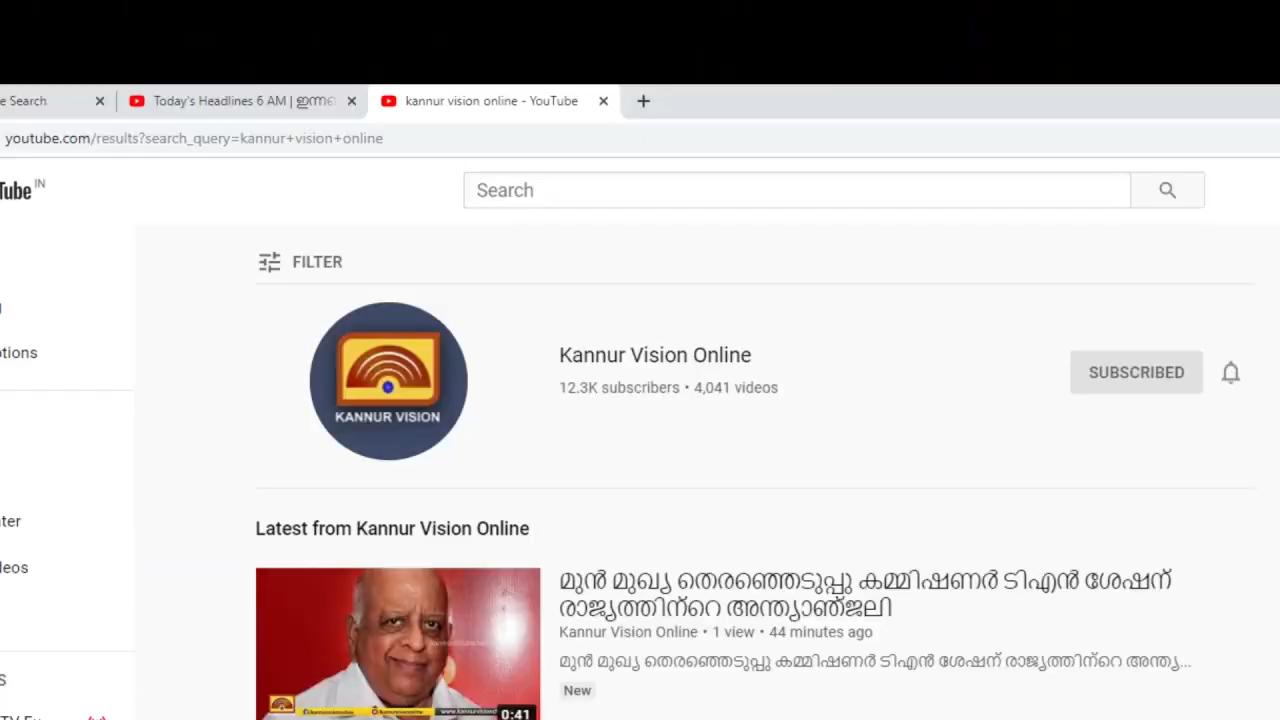 e Search
Today's Headlines 6 AM | ഇന്നത
kannur vision online - YouTube
youtube.com/results?search_query=kannur+vision+online
Tube IN
Search
FILTER
KANNUR VISION
Kannur Vision Online
12.3K subscribers • 4,041 videos
SUBSCRIBED
otions
Latest from Kannur Vision Online
ter
leos
മുൻ മുഖ്യ തെരഞ്ഞെടുപ്പു കമ്മിഷണർ ടിഎൻ ശേഷന്
രാജ്യത്തിന്റെ അന്ത്യാഞ്ജലി
Kannur Vision Online • 1 view • 44 minutes ago
മുൻ മുഖ്യ തെരഞ്ഞെടുപ്പു കമ്മിഷണർ ടിഎൻ ശേഷന് രാജ്യത്തിന്റെ അന്ത്യ...
New
0:41
S